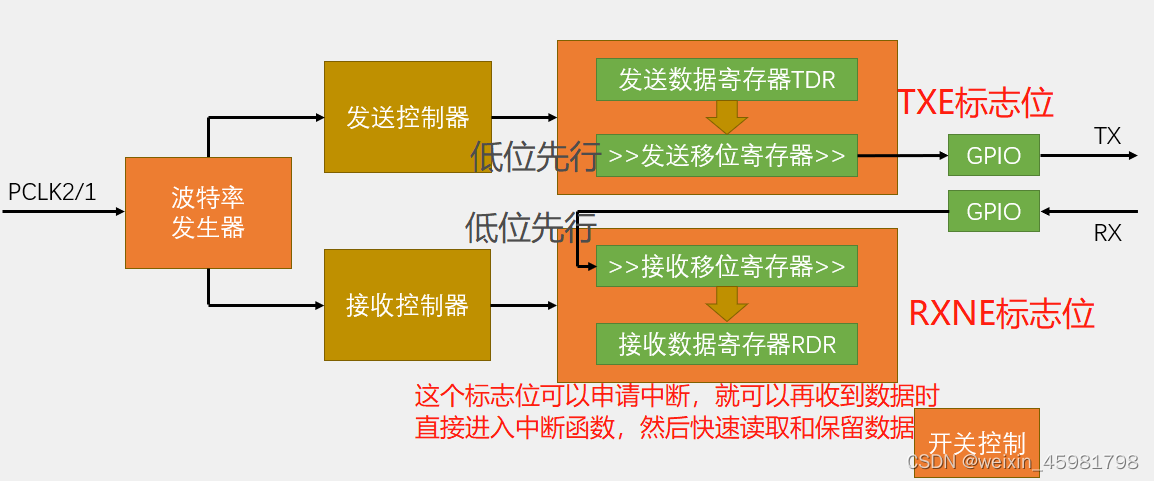 发送数据寄存器TDR
TXE标志位
发送控制器
低位先行
>>发送移位寄存器>>
GPIO
TX
PCLK2/1
波特率
发生器
GPIO
RX
低位先行
>>接收移位寄存器>>
接收控制器
RXNE标志位
接收数据寄存器RDR
这个标志位可以申请中断，就可以再收到数据时
直接进入中断函数，然后快速读取和保留数据
开关控制
CSDN @weixin_45981798